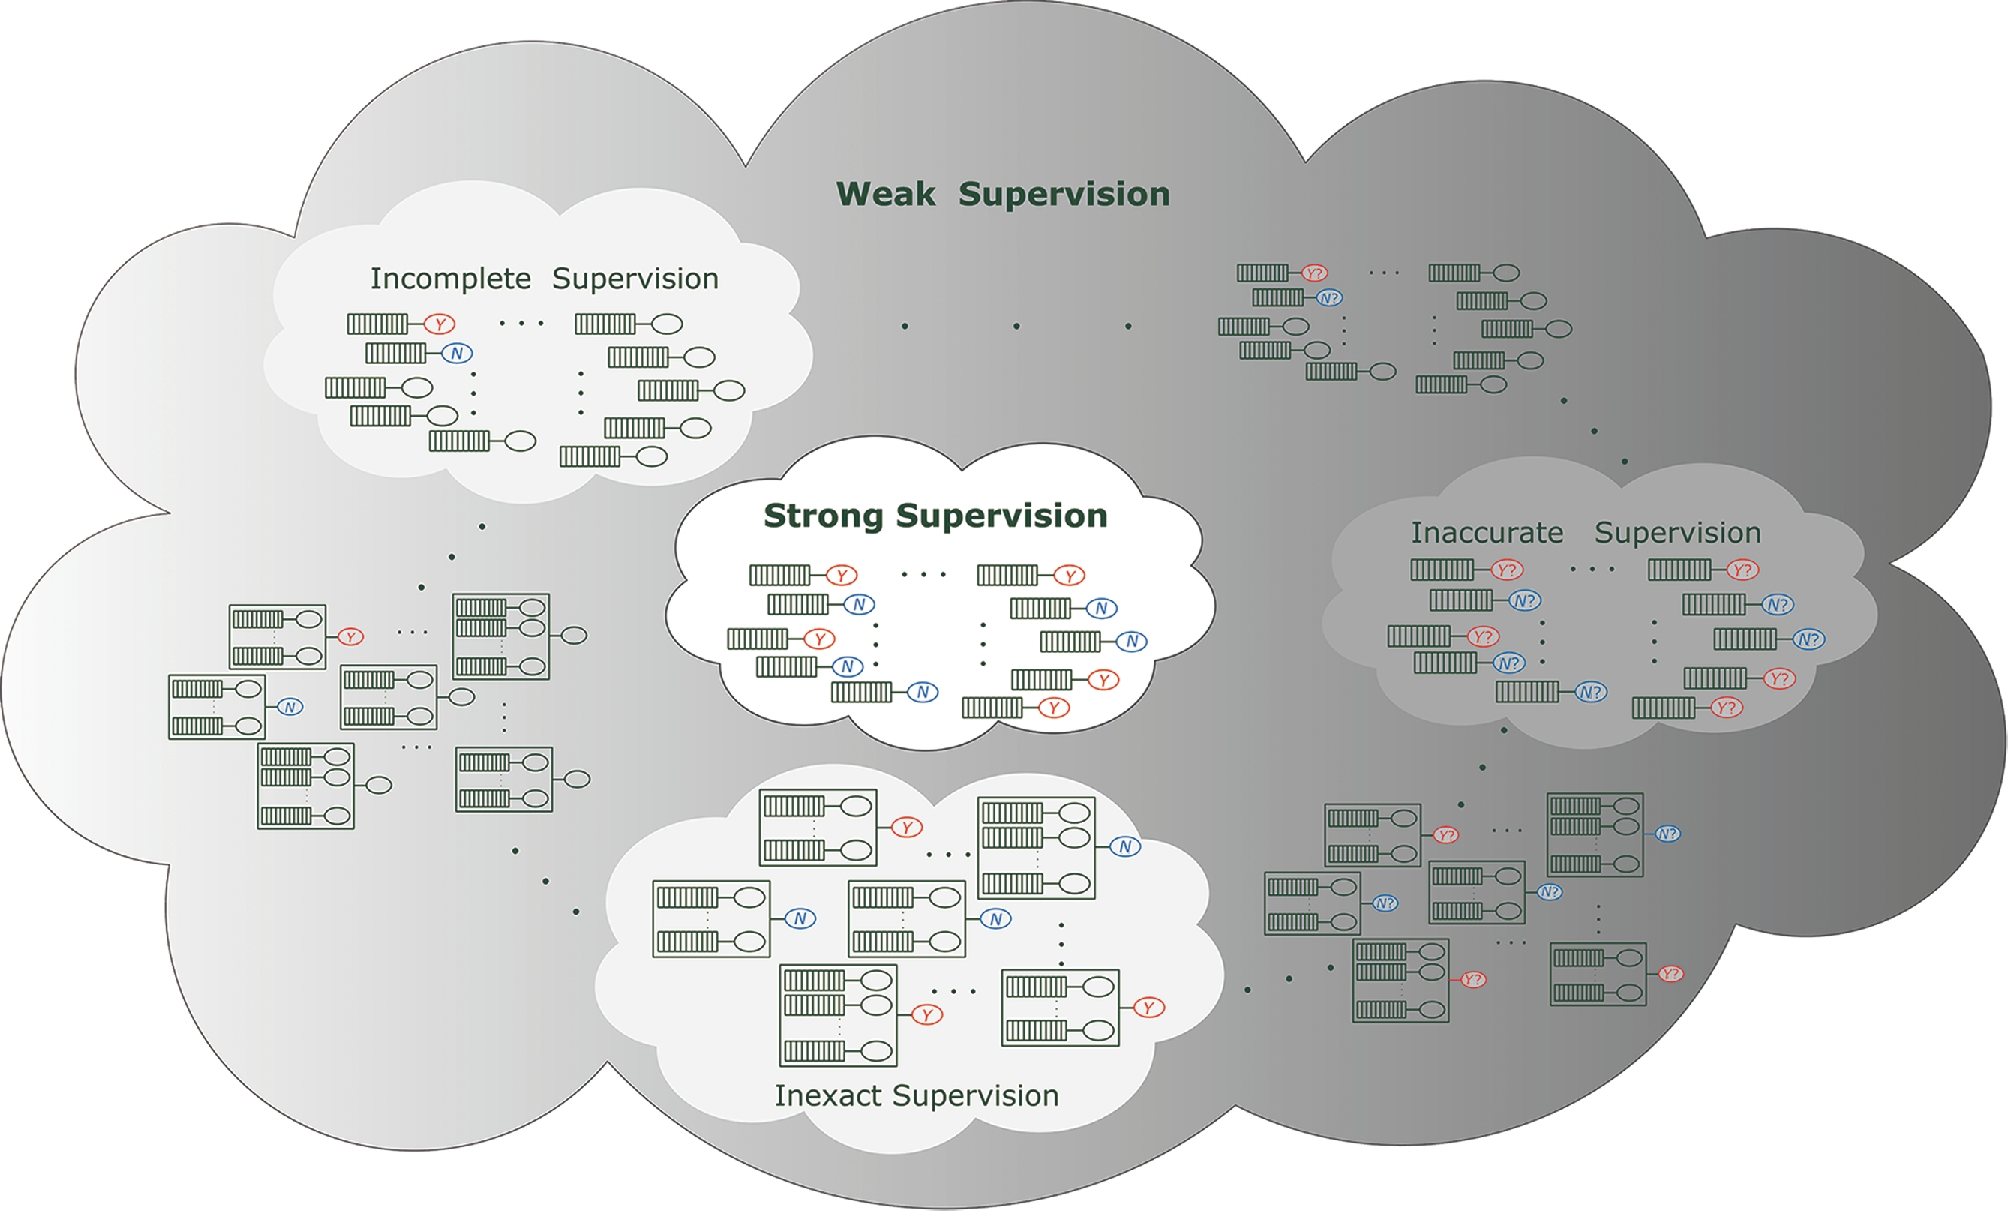 Weak Supervision
Incomplete Supervision
Y
N
Y?
N?
Strong Supervision
Y Y
N N
Y N
N Y
N Y
Inaccurate Supervision
Y? Y?
N? N?
Y? N?
N? Y?
N? Y?
Y
N
Y
N
N N
Y Y
Inexact Supervision
Y? N?
N? N?
Y? Y?